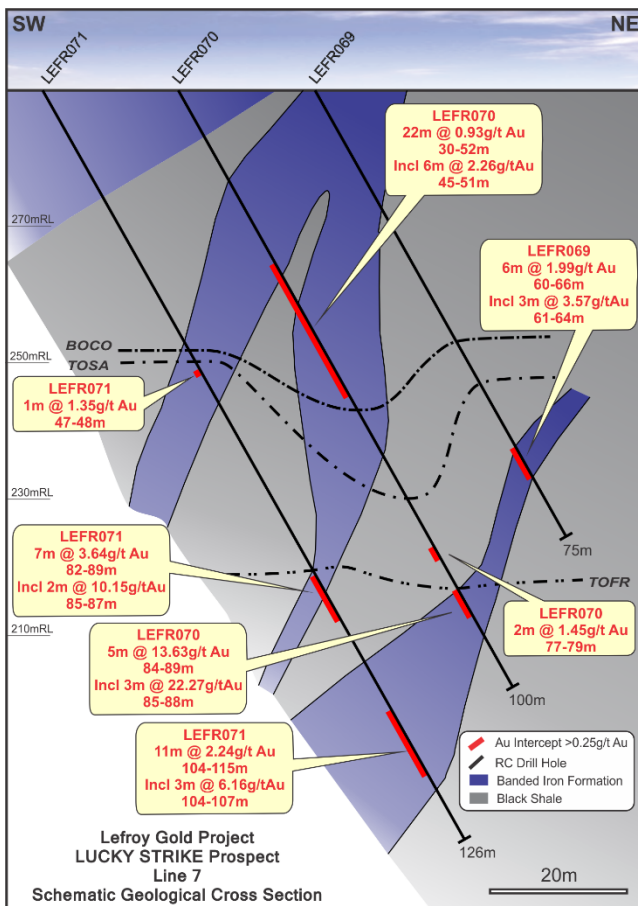 SW
NE
LEFR071
LEFR070
LEFR069
LEFR070
22m @ 0.93g/t Au
30-52m
Incl 6m @ 2.26g/tAu
45-51m
270mRL
LEFR069
6m @ 1.99g/t Au
60-66m
Incl 3m @ 3.57g/tAu
61-64m
BOCO
250mRL
TOSA
LEFR071
1m @ 1.35g/t Au
47-48m
230mRL
75m
LEFR071
7m @ 3.64g/t Au
82-89m
Incl 2m @ 10.15g/tAu
85-87m
TOFR
LEFR070
2m @ 1.45g/t Au
77-79m
210mRL
LEFR070
5m @ 13.63g/t Au
84-89m
Incl 3m @ 22.27g/tAu
85-88m
100m
LEFR071
11m @ 2.24g/t Au
104-115m
Incl 3m @ 6.16g/tAu
104-107m
Au Intercept >0.25g/t Au
RC Drill Hole
Banded Iron Formation
Black Shale
126m
Lefroy Gold Project
LUCKY STRIKE Prospect
Line 7
Schematic Geological Cross Section
20m